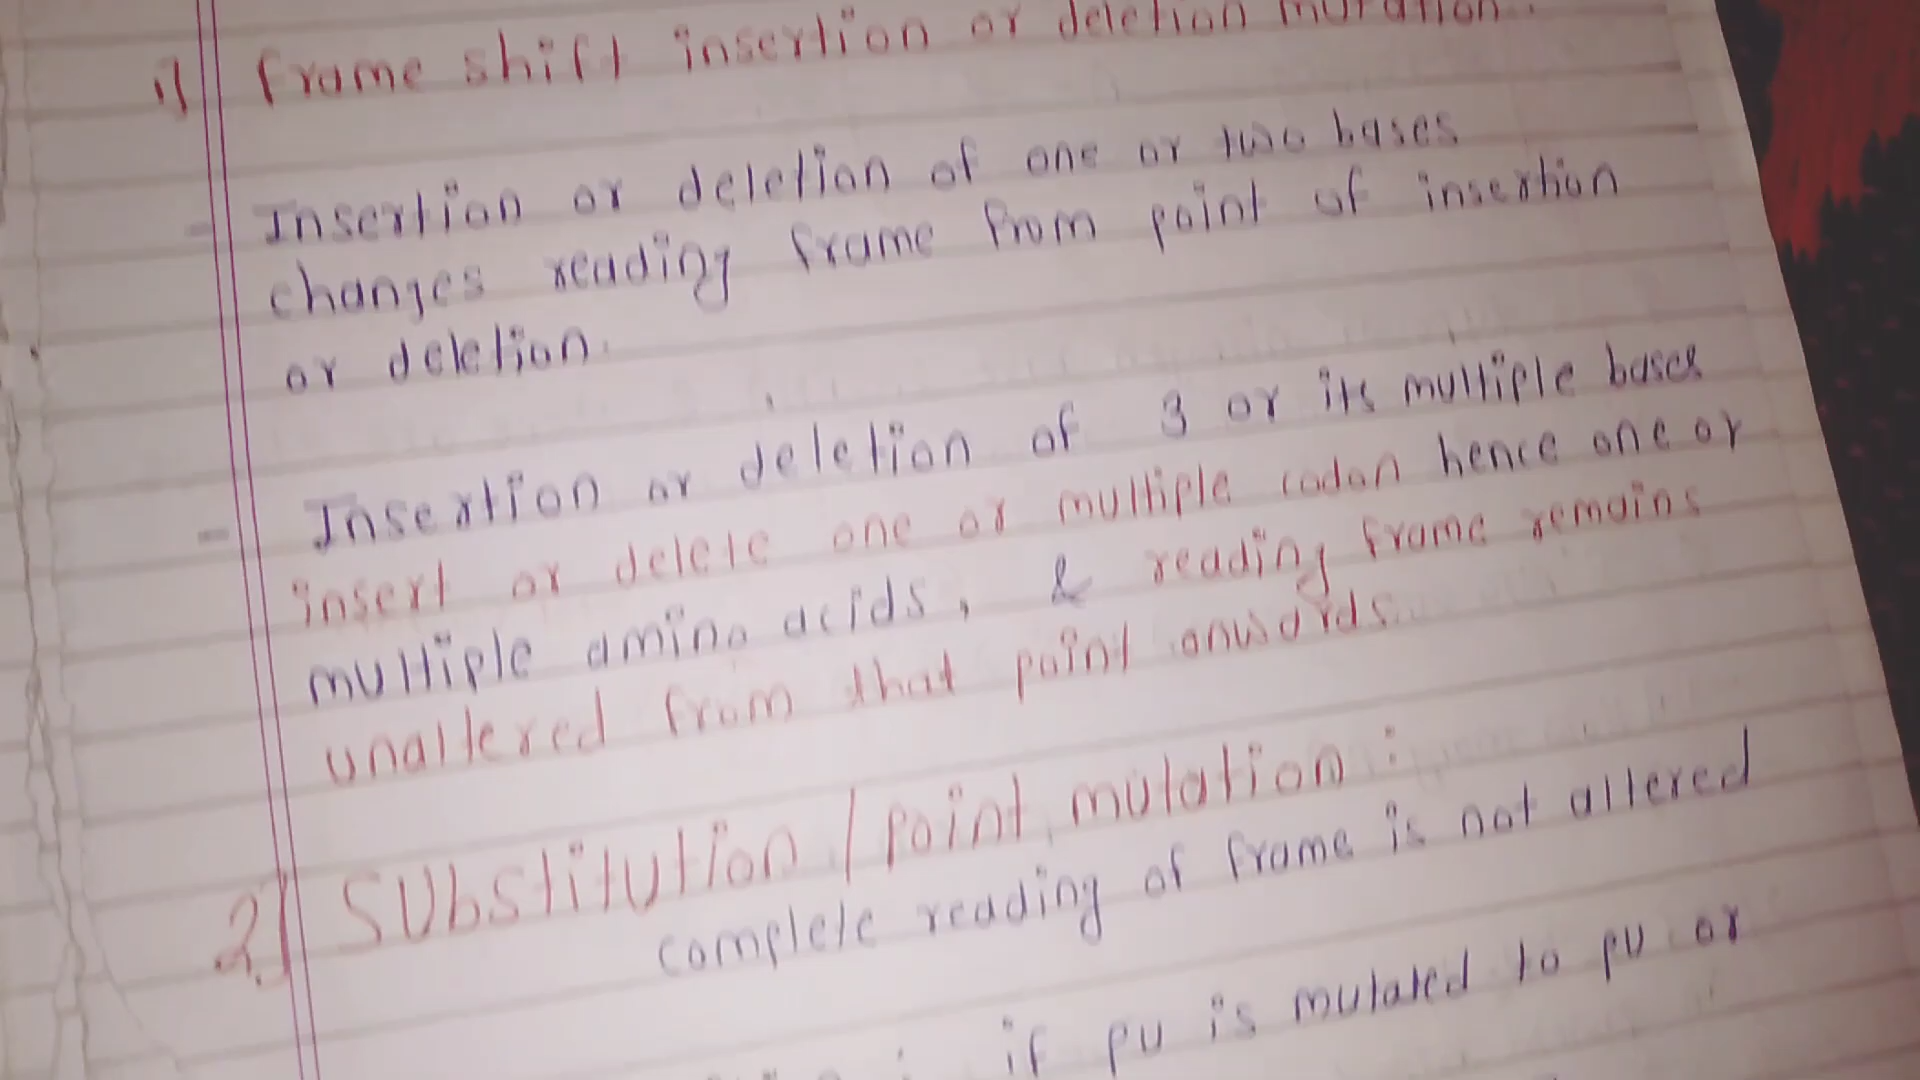 1) frame shift insertion or deletion mutation.
- Insertion or deletion of one or two bases
changes reading frame from point of insertion
or deletion.
- Insertion or deletion of 3 or its multiple bases
insert or delete one or multiple codon hence one or
multiple amino acids, & reading frame remains
unaltered from that point onwards.
2) Substitution / point mutation :
complete reading of frame is not altered
: if pu is mutated to pu or